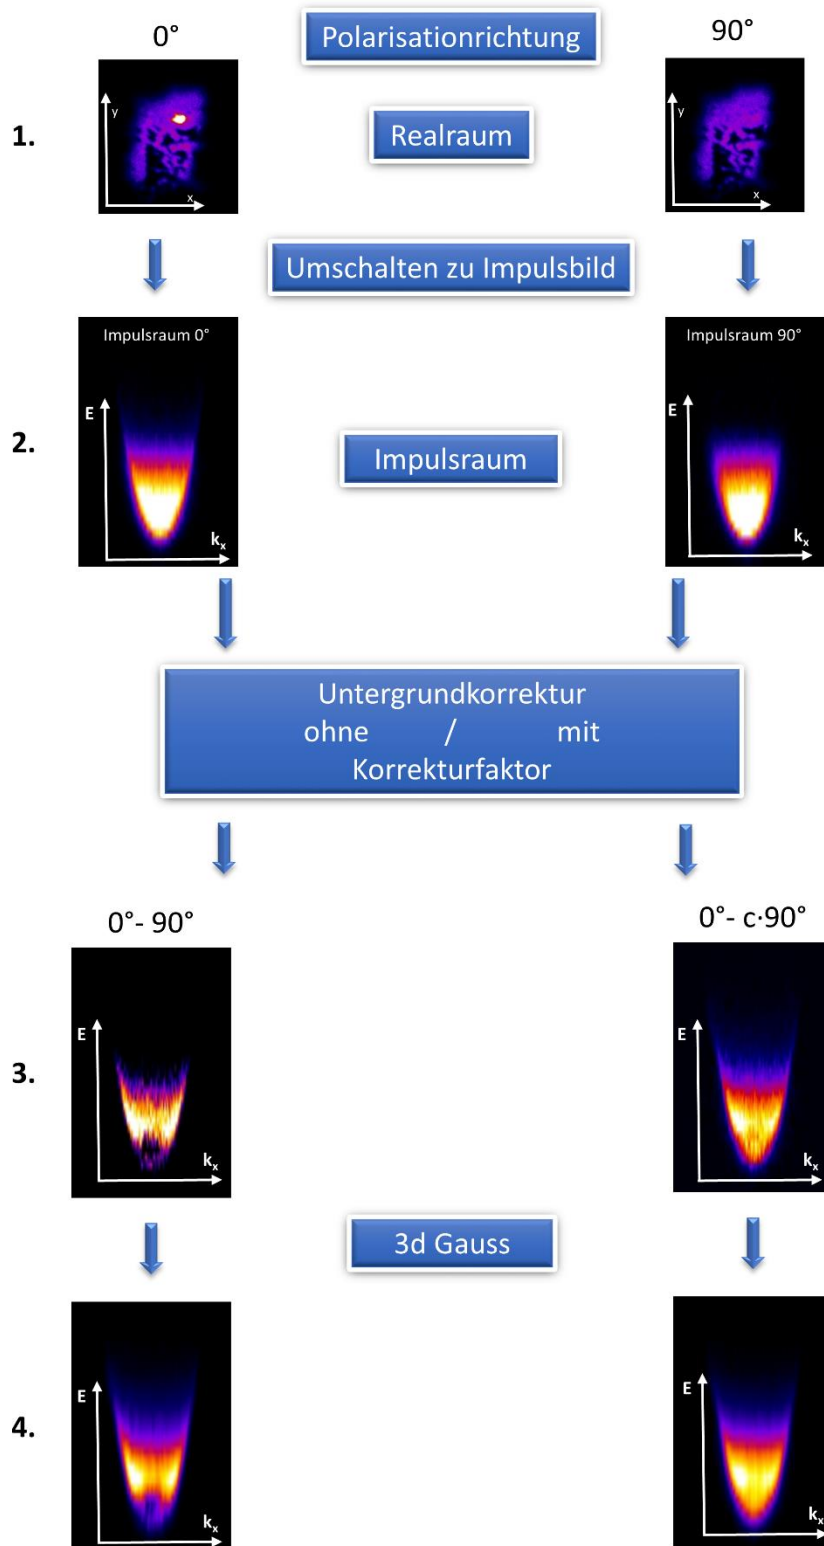 0°
Polarisationrichtung
90°
1.
y
x
Realraum
y
x
Umschalten zu Impulsbild
Impulsraum 0°
E
kₓ
2.
Impulsraum
Impulsraum 90°
E
kₓ
Untergrundkorrektur
ohne / mit
Korrekturfaktor
0°- 90°
0°- c·90°
3.
E
kₓ
E
kₓ
3d Gauss
4.
E
kₓ
E
kₓ